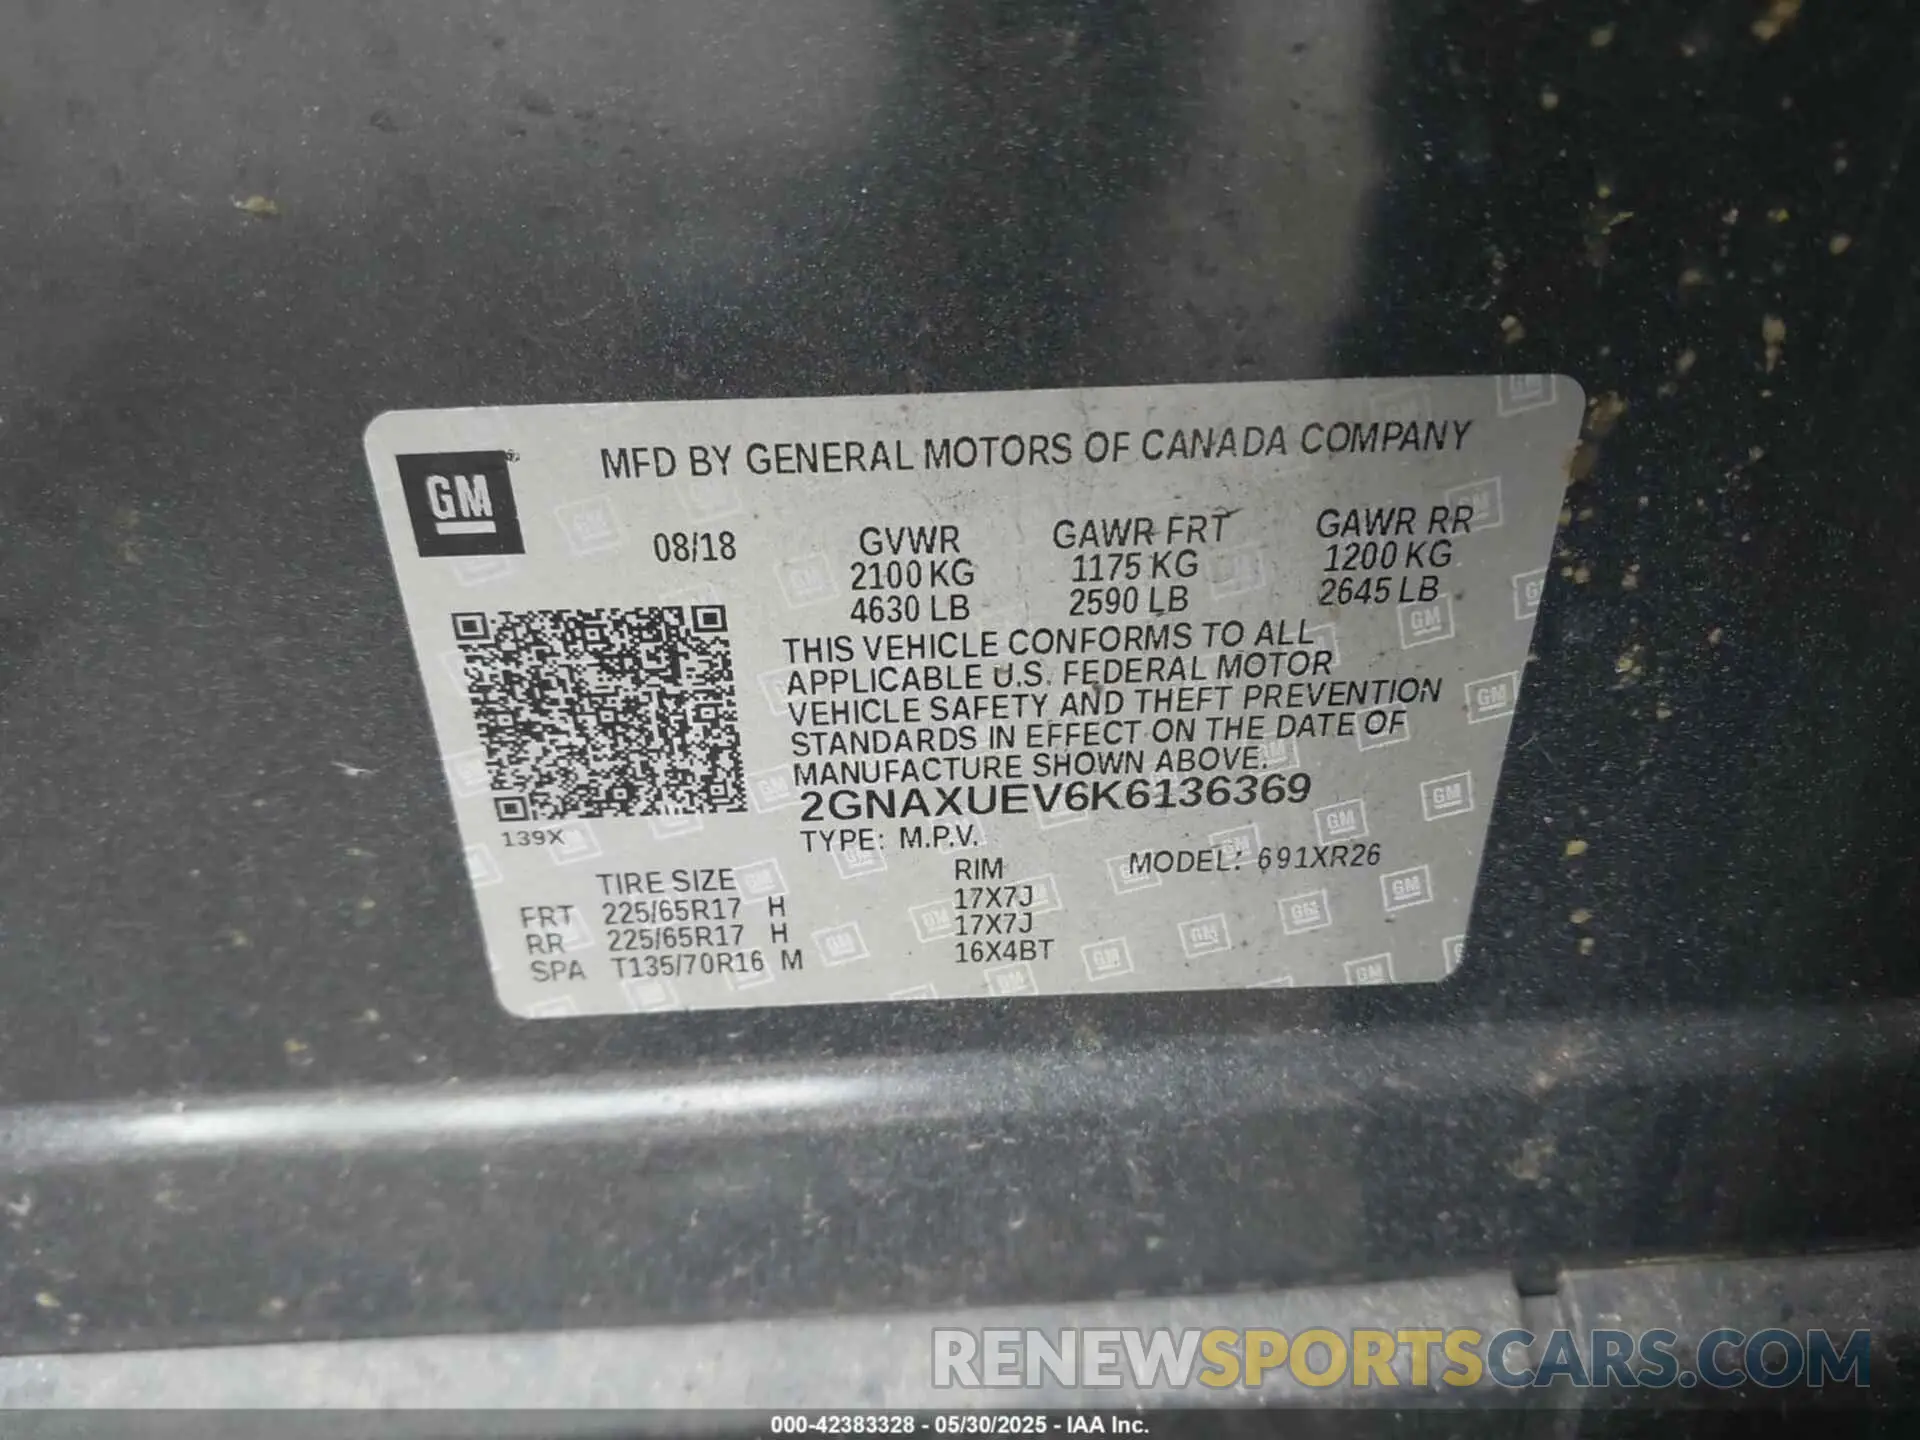 GM
MFD BY GENERAL MOTORS OF CANADA COMPANY
08/18 GVWR GAWR FRT GAWR RR
2100 KG 1175 KG 1200 KG
4630 LB 2590 LB 2645 LB
THIS VEHICLE CONFORMS TO ALL
APPLICABLE U.S. FEDERAL MOTOR
VEHICLE SAFETY AND THEFT PREVENTION
STANDARDS IN EFFECT ON THE DATE OF
MANUFACTURE SHOWN ABOVE.
2GNAXUEV6K6136369
139X
TYPE: M.P.V.
MODEL: 691XR26
TIRE SIZE RIM
FRT 225/65R17 H 17X7J
RR 225/65R17 H 17X7J
SPA T135/70R16 M 16X4BT
RENEWSPORTSCARS.COM
000-42383328 - 05/30/2025 - IAA Inc.